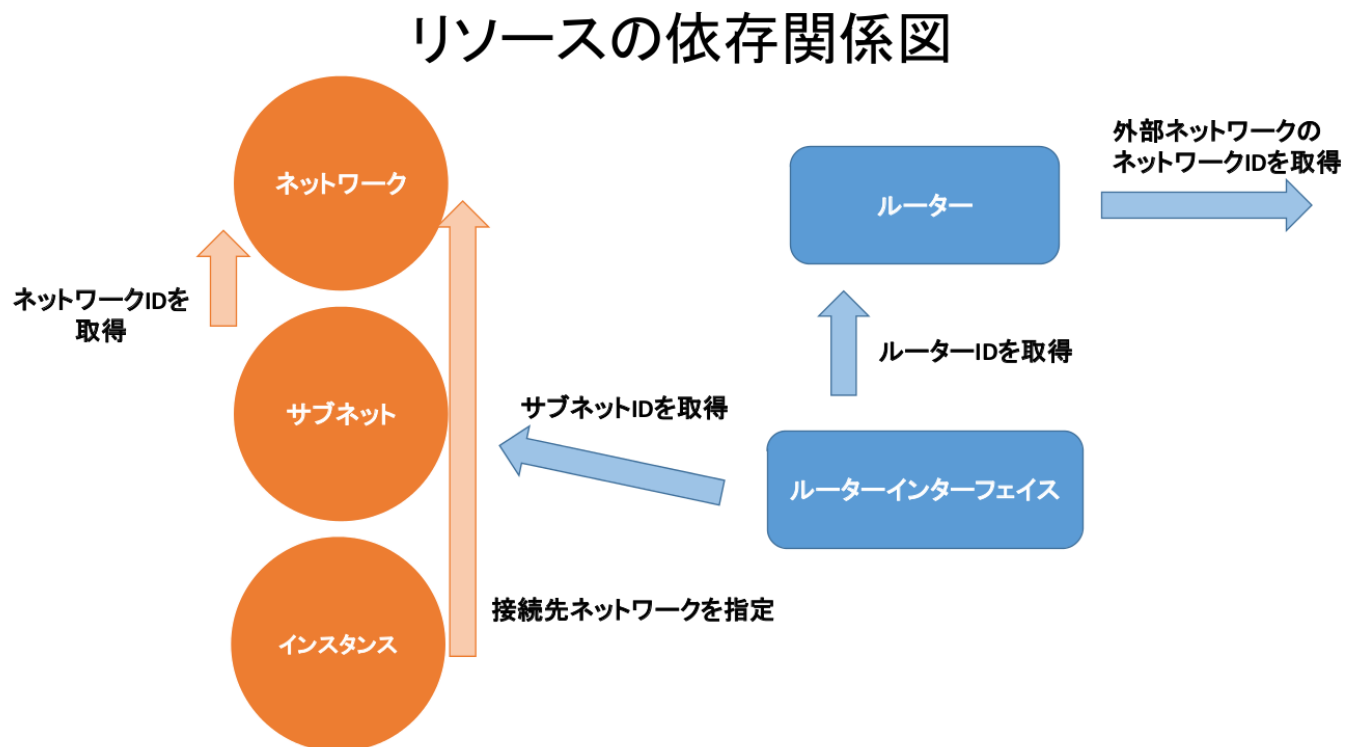 リソースの依存関係図
ネットワーク
ネットワークIDを
取得
サブネット
インスタンス
接続先ネットワークを指定
サブネットIDを取得
ルーター
外部ネットワークの
ネットワークIDを取得
ルーターIDを取得
ルーターインターフェイス